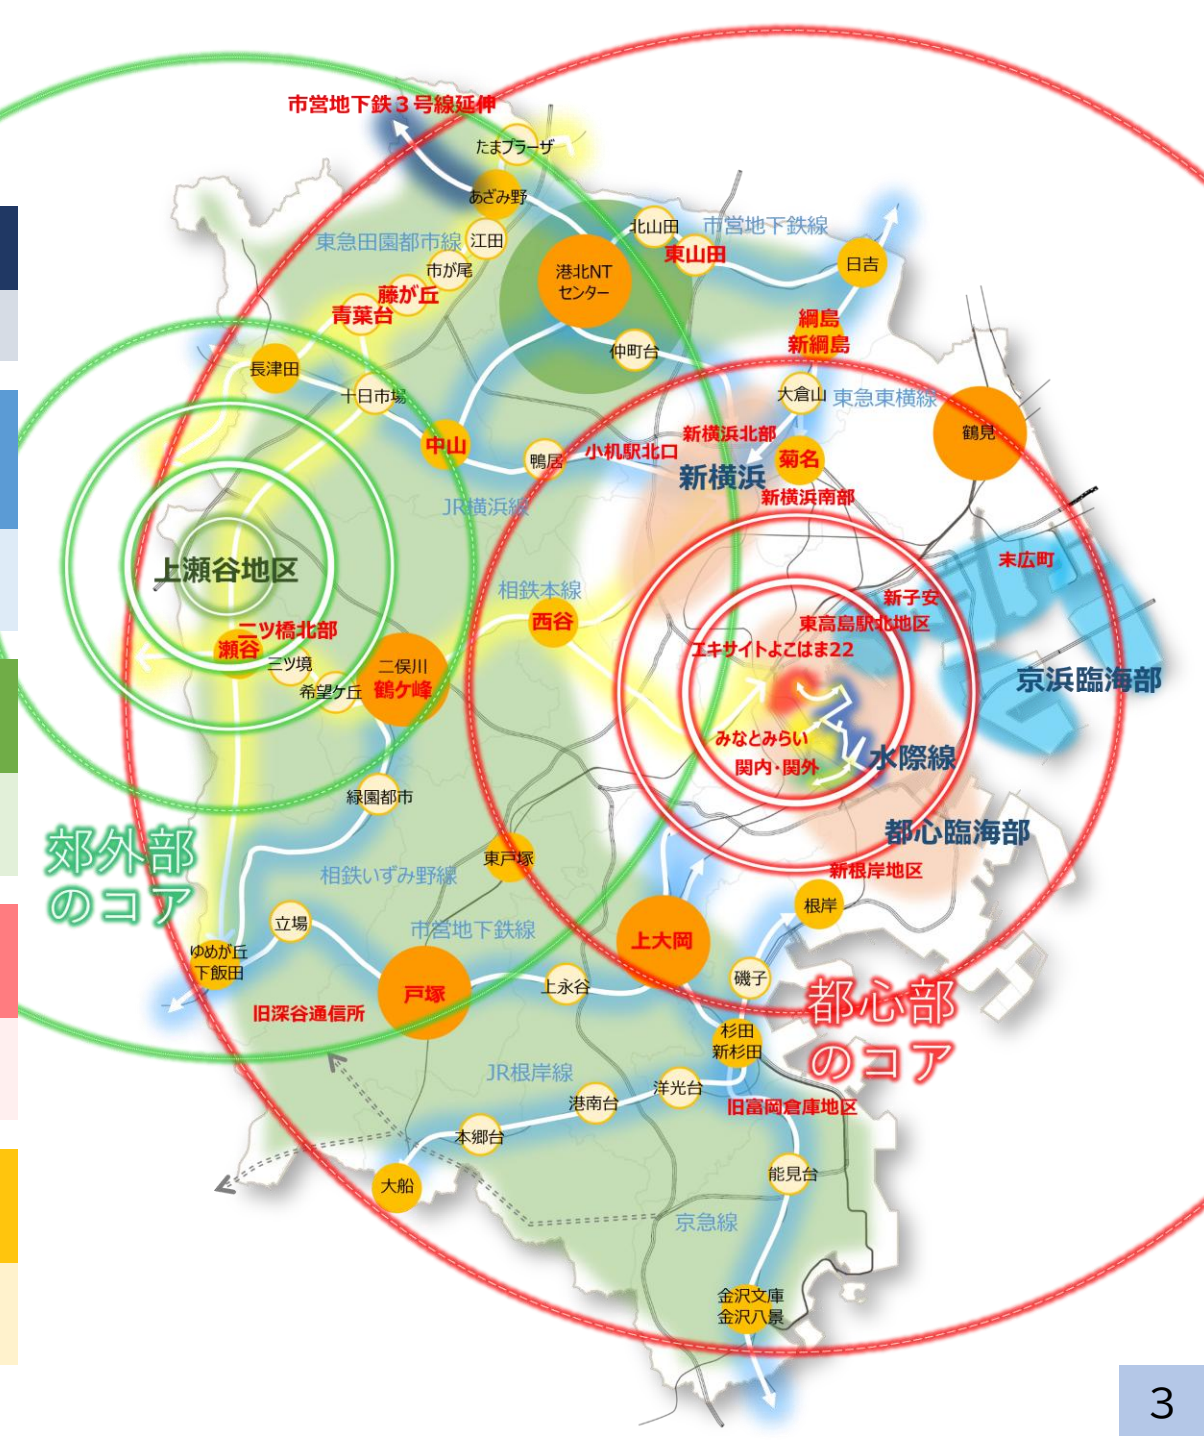 市営地下鉄３号線延伸
たまプラーザ
あざみ野
東急田園都市線
江田
北山田
市営地下鉄線
東山田
市が尾
港北NT
センター
日吉
藤が丘
青葉台
綱島
新綱島
仲町台
長津田
十日市場
大倉山
東急東横線
鶴見
中山
鴨居
小机駅北口
新横浜北部
新横浜
菊名
新横浜南部
JR横浜線
上瀬谷地区
相鉄本線
西谷
末広町
新子安
東高島駅北地区
エキサイトよこはま22
京浜臨海部
二ツ橋北部
瀬谷
三ツ境
希望ケ丘
二俣川
鶴ケ峰
みなとみらい
関内・関外
水際線
緑園都市
都心臨海部
郊外部
のコア
東戸塚
相鉄いずみ野線
新根岸地区
根岸
立場
市営地下鉄線
上大岡
ゆめが丘
下飯田
戸塚
上永谷
磯子
旧深谷通信所
都心部
のコア
杉田
新杉田
JR根岸線
洋光台
港南台
旧富岡倉庫地区
本郷台
大船
能見台
京急線
金沢文庫
金沢八景
3